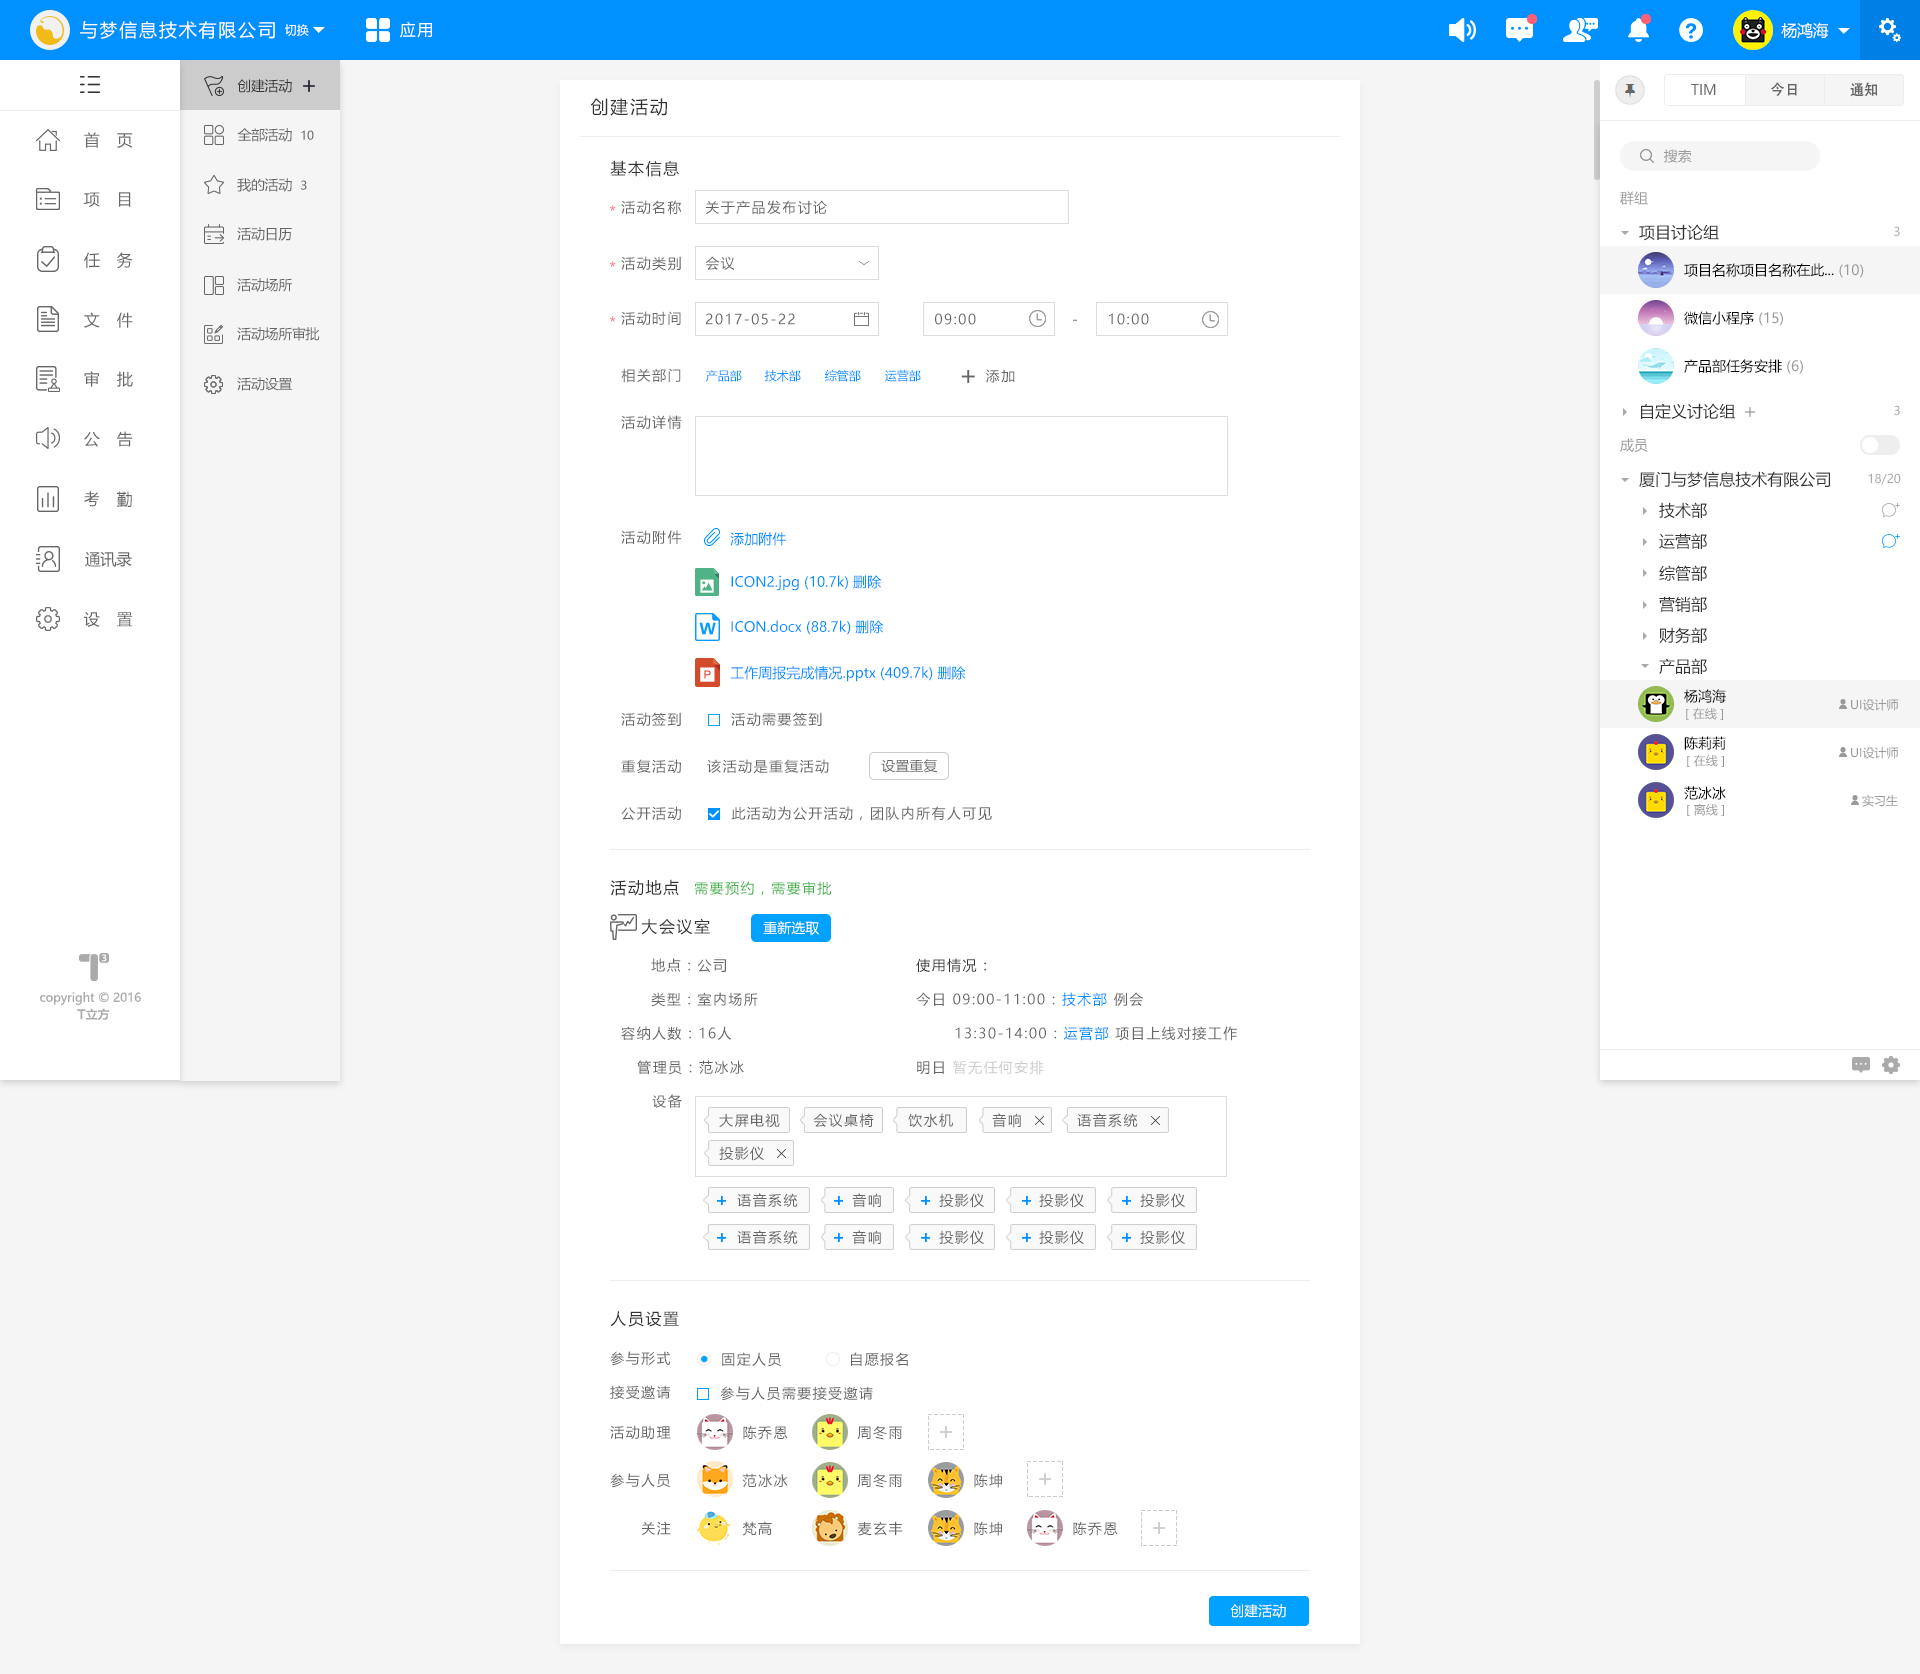 与梦信息技术有限公司 切换 应用 杨鸿海
首 页
项 目
任 务
文 件
审 批
公 告
考 勤
通讯录
设 置
T3
copyright © 2016
T立方
创建活动 +
全部活动 10
我的活动 3
活动日历
活动场所
活动场所审批
活动设置
创建活动
基本信息
* 活动名称 关于产品发布讨论
* 活动类别 会议
* 活动时间 2017-05-22 09:00 - 10:00
相关部门 产品部 技术部 综管部 运营部 + 添加
活动详情
活动附件 添加附件
ICON2.jpg (10.7k) 删除
W ICON.docx (88.7k) 删除
P 工作周报完成情况.pptx (409.7k) 删除
活动签到 活动需要签到
重复活动 该活动是重复活动 设置重复
公开活动 此活动为公开活动，团队内所有人可见
活动地点 需要预约，需要审批
大会议室 重新选取
地点：公司 使用情况：
类型：室内场所 今日 09:00-11:00：技术部 例会
容纳人数：16人 13:30-14:00：运营部 项目上线对接工作
管理员：范冰冰 明日 暂无任何安排
设备 大屏电视 会议桌椅 饮水机 音响 × 语音系统 ×
投影仪 ×
+ 语音系统 + 音响 + 投影仪 + 投影仪 + 投影仪
+ 语音系统 + 音响 + 投影仪 + 投影仪 + 投影仪
人员设置
参与形式 固定人员 自愿报名
接受邀请 参与人员需要接受邀请
活动助理 陈乔恩 周冬雨 +
参与人员 范冰冰 周冬雨 陈坤 +
关注 梵高 麦玄丰 陈坤 陈乔恩 +
创建活动
TIM 今日 通知
搜索
群组
项目讨论组 3
项目名称项目名称在此... (10)
微信小程序 (15)
产品部任务安排 (6)
自定义讨论组 + 3
成员
厦门与梦信息技术有限公司 18/20
技术部
运营部
综管部
营销部
财务部
产品部
杨鸿海 UI设计师
[ 在线 ]
陈莉莉 UI设计师
[ 在线 ]
范冰冰 实习生
[ 离线 ]